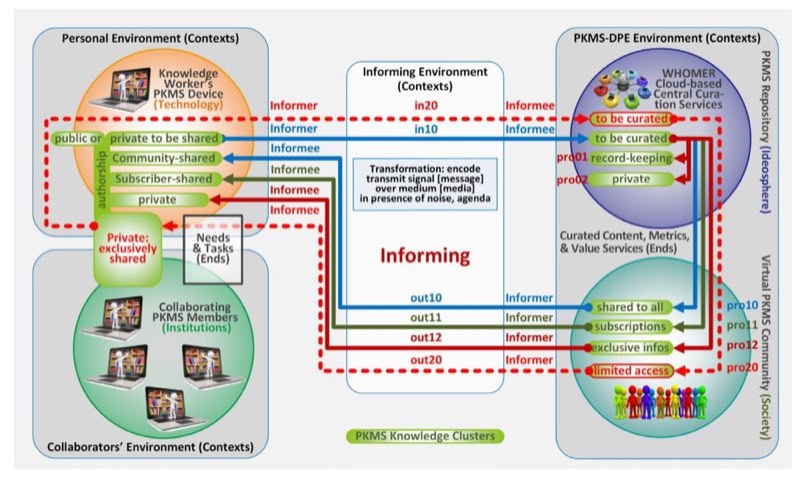 Personal Environment (Contexts)
Knowledge
Worker's
PKMS Device
(Technology)
public or
private to be shared
Community-shared
Subscriber-shared
private
authorship
Private:
exclusively
shared
Needs
& Tasks
(Ends)
Collaborating
PKMS Members
(Institutions)
Collaborators' Environment (Contexts)
Informing Environment
(Contexts)
Informer
in20
Informee
Informer
in10
Informee
Informee
Informee
Informee
Informee
Transformation: encode
transmit signal [message]
over medium [media]
in presence of noise, agenda
Informing
out10
Informer
out11
Informer
out12
Informer
out20
Informer
PKMS Knowledge Clusters
PKMS-DPE Environment (Contexts)
WHOMER
Cloud-based
Central Cura-
tion Services
to be curated
to be curated
pro01
record-keeping
pro02
private
PKMS Repository (Ideosphere)
Curated Content, Metrics,
& Value Services (Ends)
shared to all
pro10
subscriptions
pro11
exclusive infos
pro12
limited access
pro20
Virtual PKMS Community (Society)